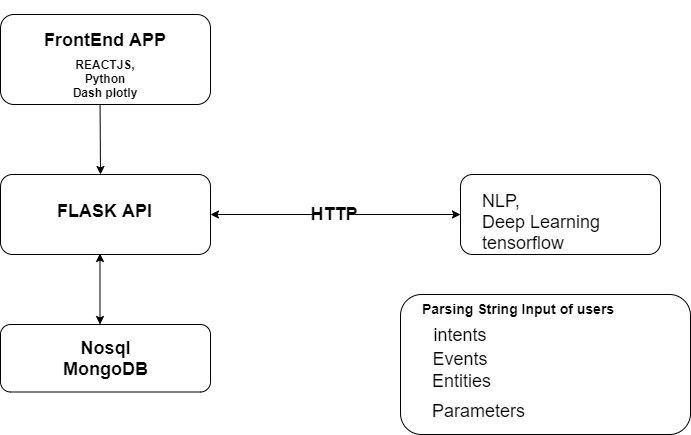 FrontEnd APP
REACTJS,
Python
Dash plotly
FLASK API
HTTP
NLP,
Deep Learning
tensorflow
Nosql
MongoDB
Parsing String Input of users
intents
Events
Entities
Parameters